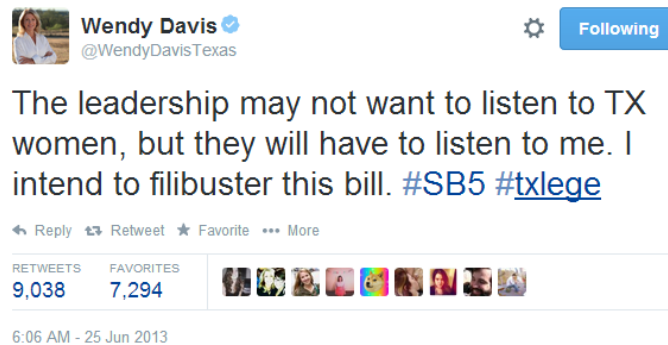 Wendy Davis
@WendyDavisTexas
Following
The leadership may not want to listen to TX
women, but they will have to listen to me. I
intend to filibuster this bill. #SB5 #txlege
Reply Retweet Favorite More
RETWEETS FAVORITES
9,038 7,294
6:06 AM - 25 Jun 2013